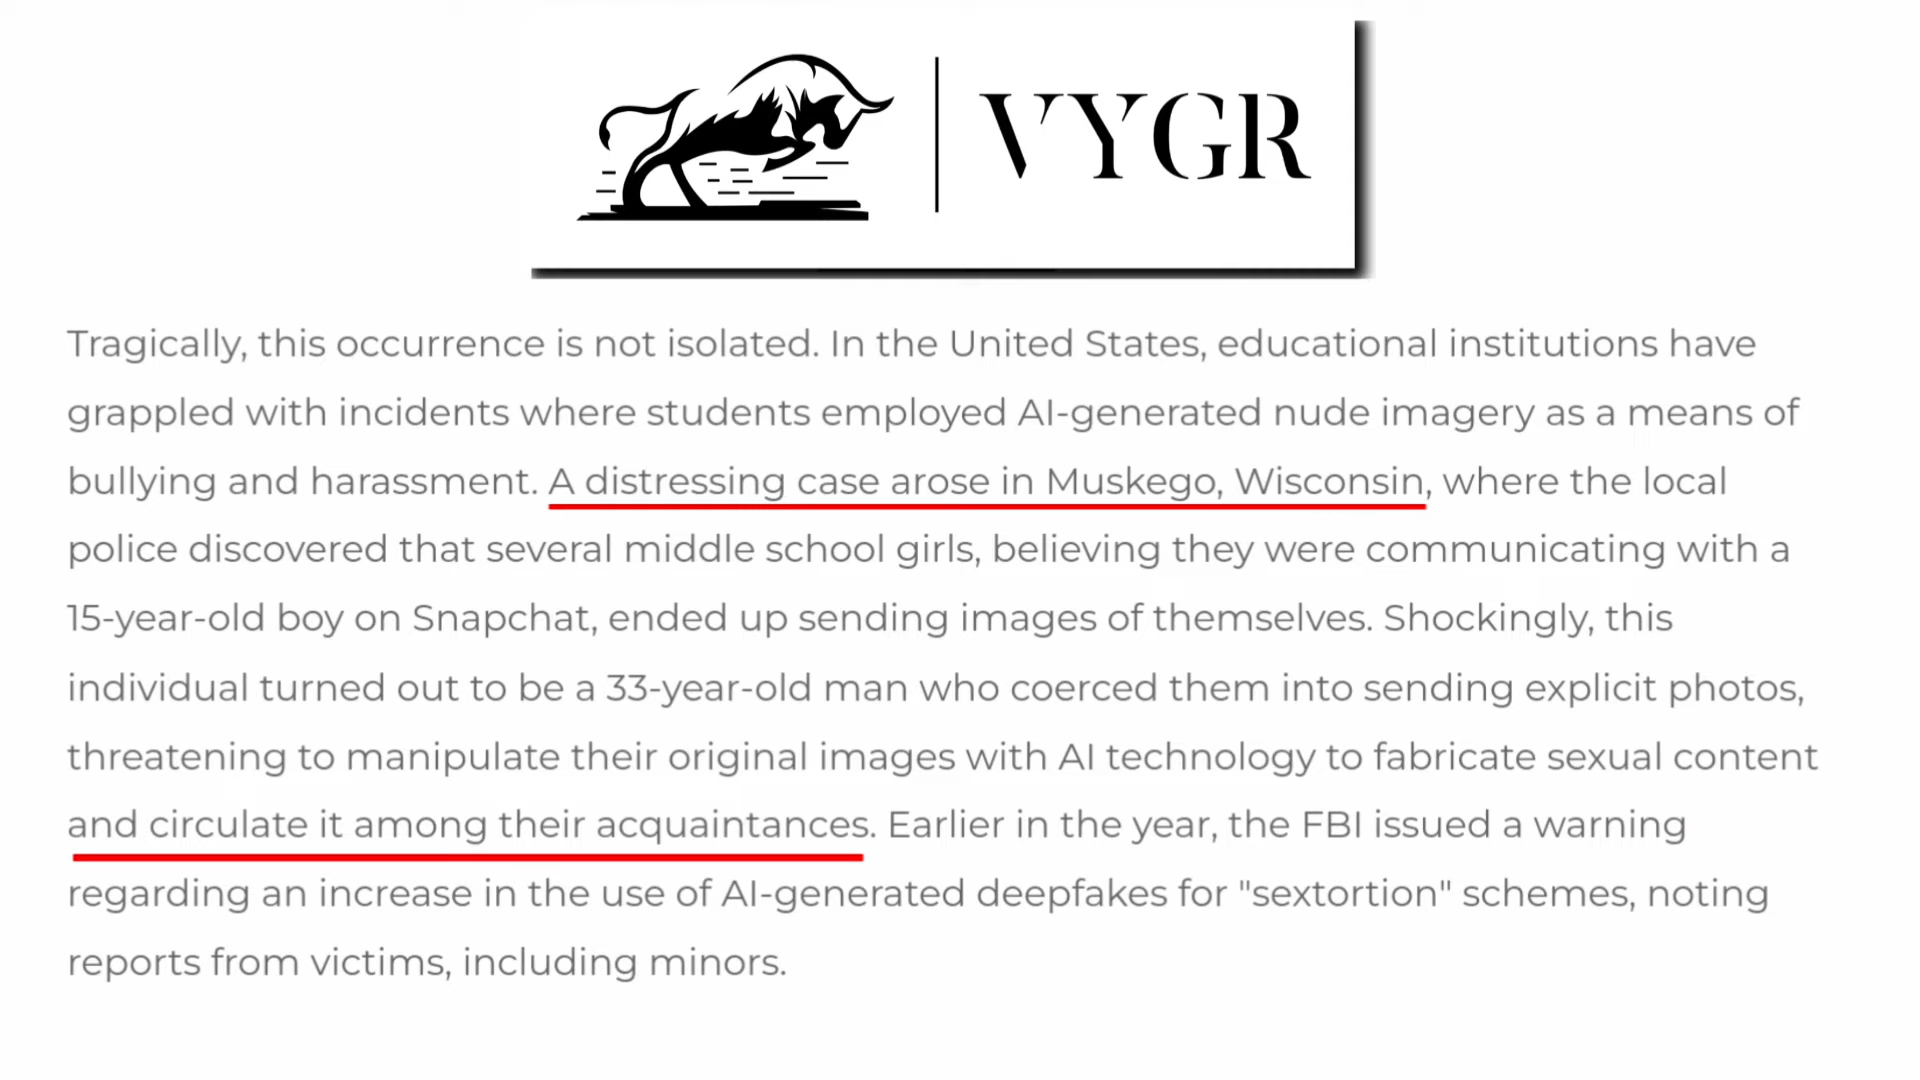 VYGR
Tragically, this occurrence is not isolated. In the United States, educational institutions have
grappled with incidents where students employed AI-generated nude imagery as a means of
bullying and harassment. A distressing case arose in Muskego, Wisconsin, where the local
police discovered that several middle school girls, believing they were communicating with a
15-year-old boy on Snapchat, ended up sending images of themselves. Shockingly, this
individual turned out to be a 33-year-old man who coerced them into sending explicit photos,
threatening to manipulate their original images with AI technology to fabricate sexual content
and circulate it among their acquaintances. Earlier in the year, the FBI issued a warning
regarding an increase in the use of AI-generated deepfakes for "sextortion" schemes, noting
reports from victims, including minors.